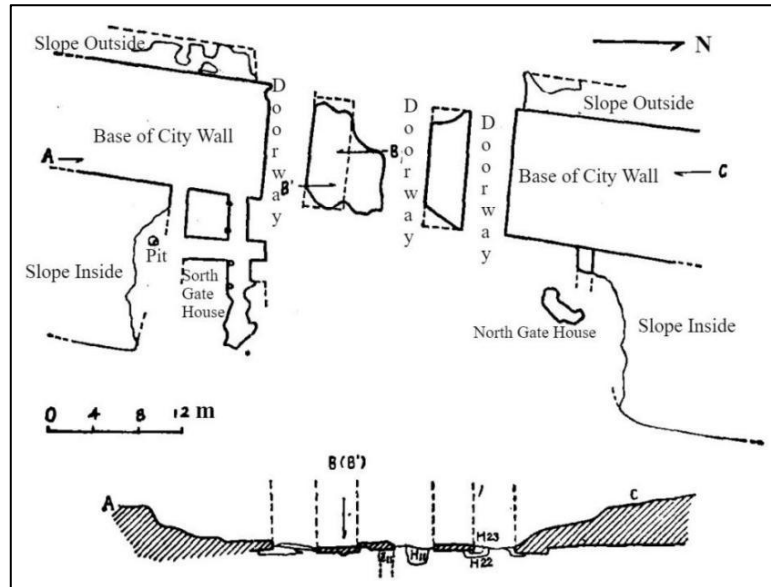 Slope Outside
N
Doorway
Doorway
Doorway
Slope Outside
Base of City Wall
A
B
B'
Base of City Wall
C
Pit
Slope Inside
Sorth
Gate
House
North Gate House
Slope Inside
0 4 8 12 m
B(B')
A
C
H23
H22